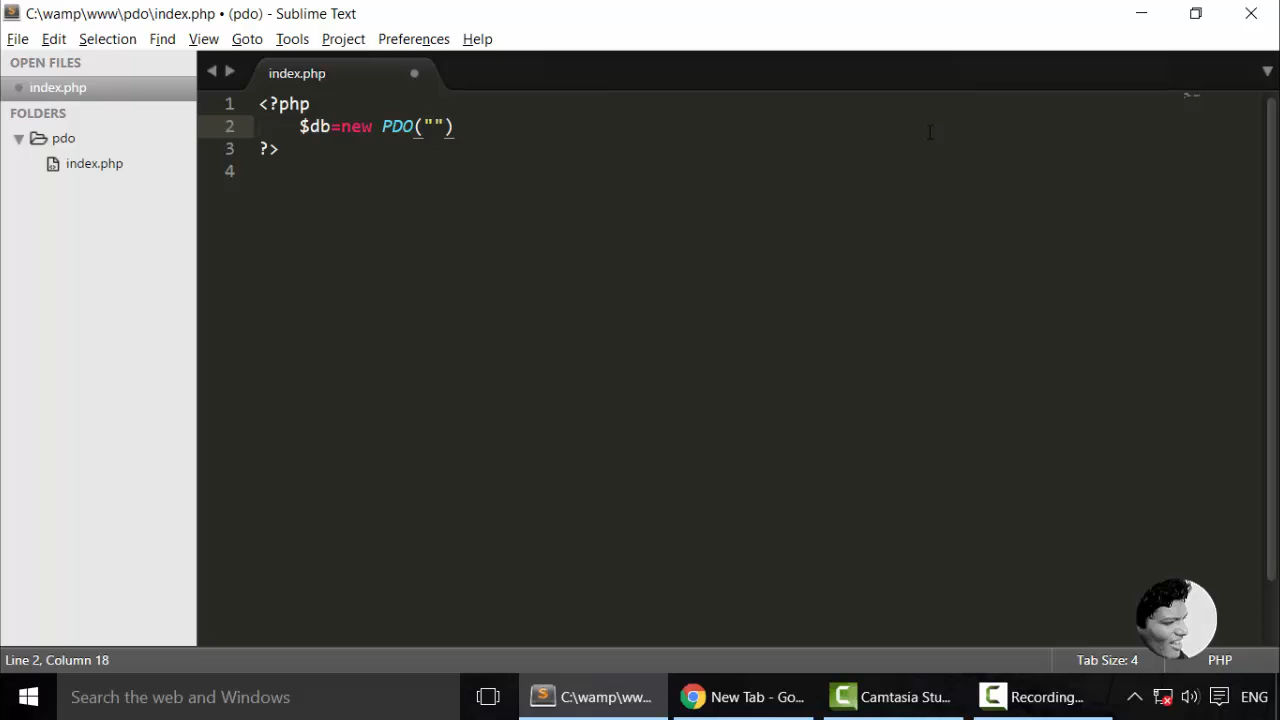 C:\wamp\www\pdo\index.php • (pdo) - Sublime Text
File Edit Selection Find View Goto Tools Project Preferences Help
OPEN FILES
index.php
FOLDERS
pdo
index.php
index.php
1 <?php
2 $db=new PDO("")
3 ?>
4
Line 2, Column 18
Tab Size: 4
PHP
Search the web and Windows
C:\wamp\ww...
New Tab - Go...
Camtasia Stu...
Recording...
ENG